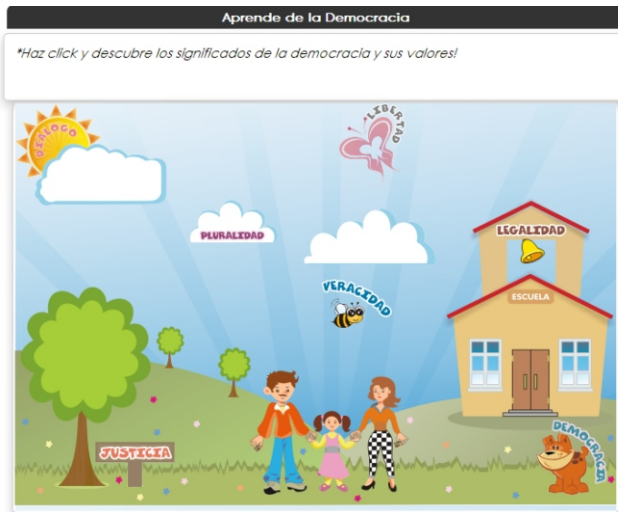 Aprende de la Democracia
*Haz click y descubre los significados de la democracia y sus valores!
DIALOGO
LIBERTAD
PLURALIDAD
LEGALIDAD
VERACIDAD
ESCUELA
JUSTICIA
DEMOCRACIA